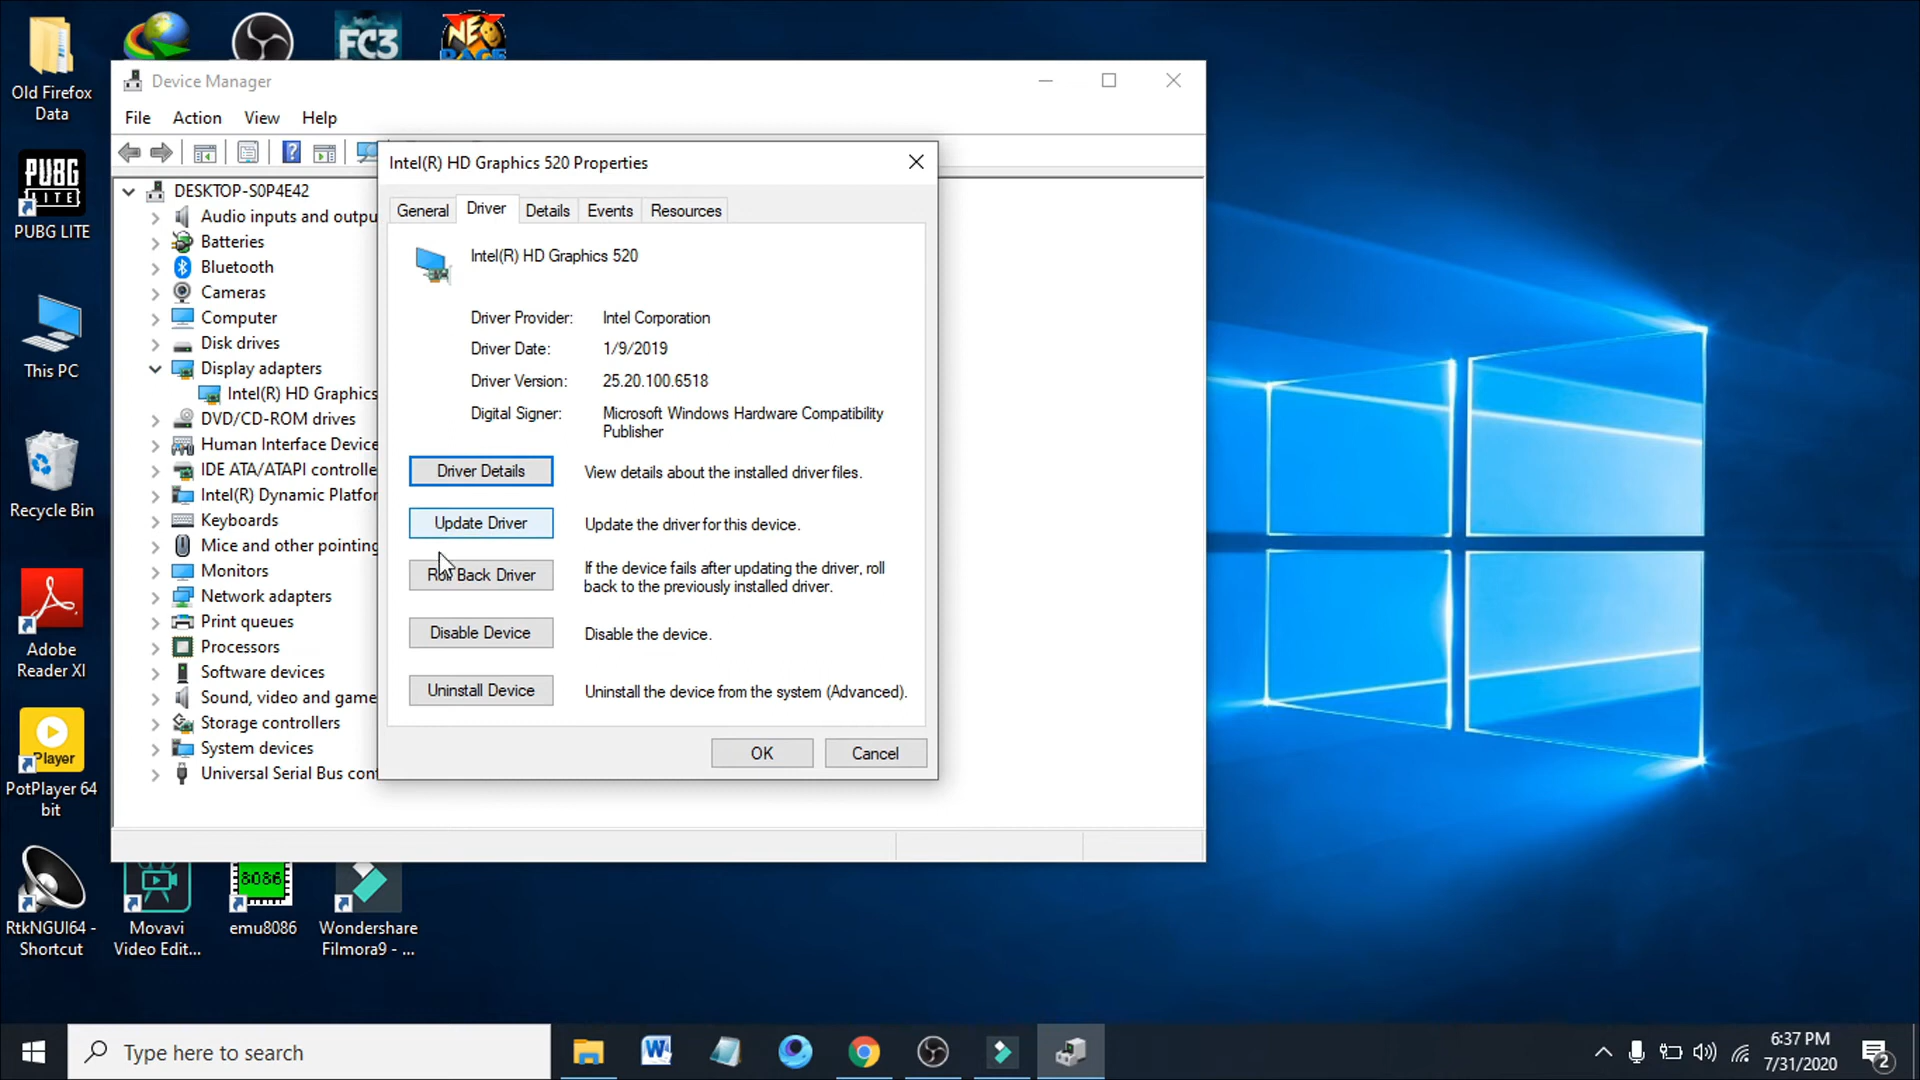 Old Firefox
Data
FC3
NEO
RAGE
PUBG
LITE
PUBG LITE
This PC
Recycle Bin
Adobe
Reader XI
Player
PotPlayer 64
bit
RtkNGUI64 -
Shortcut
Movavi
Video Edit...
8086
emu8086
Wondershare
Filmora9 - ...
Device Manager
File Action View Help
DESKTOP-S0P4E42
Audio inputs and outpu
Batteries
Bluetooth
Cameras
Computer
Disk drives
Display adapters
Intel(R) HD Graphics
DVD/CD-ROM drives
Human Interface Device
IDE ATA/ATAPI controlle
Intel(R) Dynamic Platfor
Keyboards
Mice and other pointing
Monitors
Network adapters
Print queues
Processors
Software devices
Sound, video and game
Storage controllers
System devices
Universal Serial Bus cont
Intel(R) HD Graphics 520 Properties
General Driver Details Events Resources
Intel(R) HD Graphics 520
Driver Provider: Intel Corporation
Driver Date: 1/9/2019
Driver Version: 25.20.100.6518
Digital Signer: Microsoft Windows Hardware Compatibility
Publisher
Driver Details View details about the installed driver files.
Update Driver Update the driver for this device.
Roll Back Driver If the device fails after updating the driver, roll
back to the previously installed driver.
Disable Device Disable the device.
Uninstall Device Uninstall the device from the system (Advanced).
OK Cancel
Type here to search
W
6:37 PM
7/31/2020
2